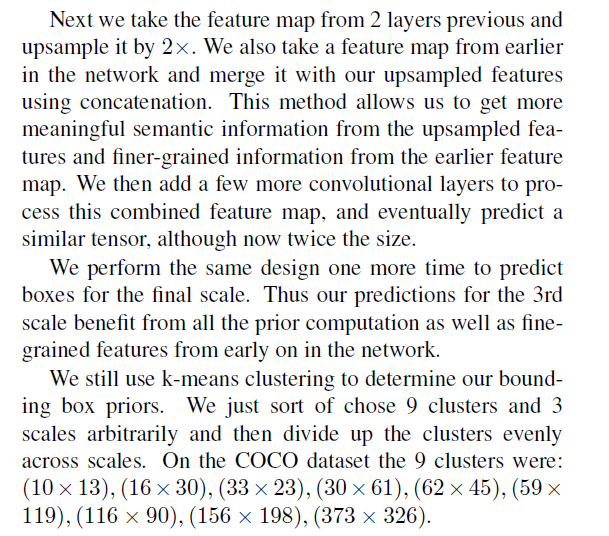 Next we take the feature map from 2 layers previous and
upsample it by 2×. We also take a feature map from earlier
in the network and merge it with our upsampled features
using concatenation. This method allows us to get more
meaningful semantic information from the upsampled fea-
tures and finer-grained information from the earlier feature
map. We then add a few more convolutional layers to pro-
cess this combined feature map, and eventually predict a
similar tensor, although now twice the size.
We perform the same design one more time to predict
boxes for the final scale. Thus our predictions for the 3rd
scale benefit from all the prior computation as well as fine-
grained features from early on in the network.
We still use k-means clustering to determine our bound-
ing box priors. We just sort of chose 9 clusters and 3
scales arbitrarily and then divide up the clusters evenly
across scales. On the COCO dataset the 9 clusters were:
(10 × 13), (16 × 30), (33 × 23), (30 × 61), (62 × 45), (59 ×
119), (116 × 90), (156 × 198), (373 × 326).